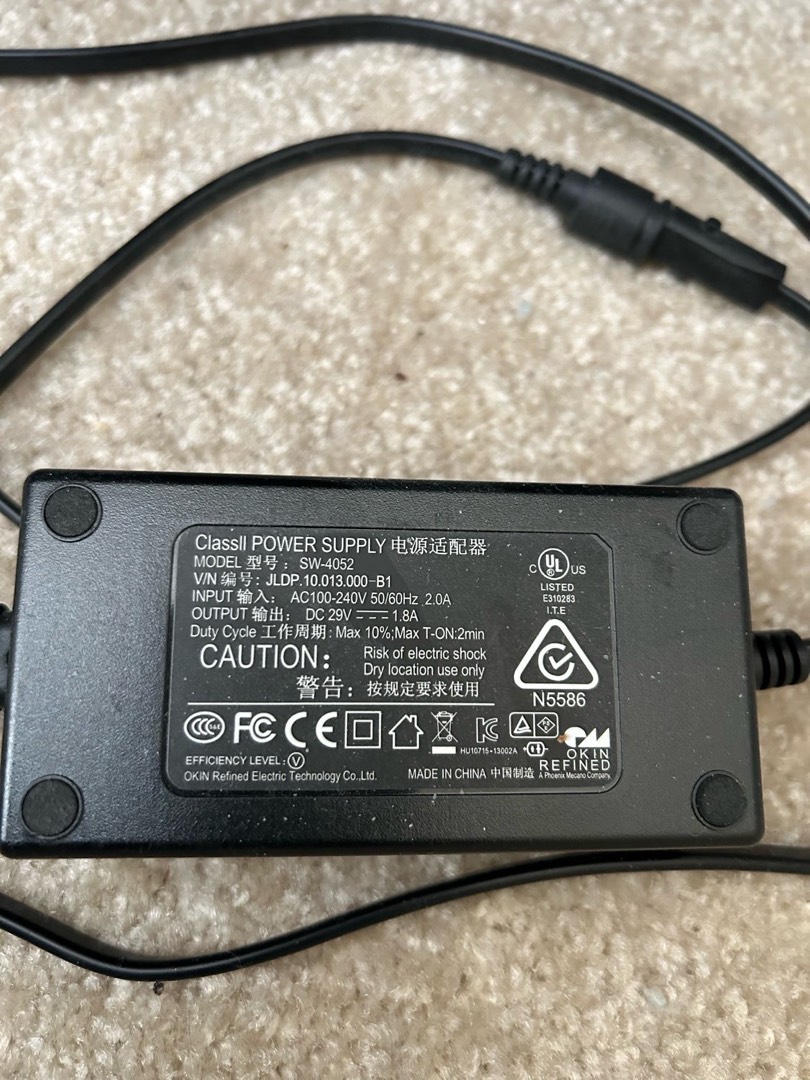 ClassII POWER SUPPLY 电源适配器
MODEL 型号： SW-4052
V/N 编号：JLDP.10.013.000-B1
INPUT 输入： AC100-240V 50/60Hz 2.0A
OUTPUT 输出： DC 29V 1.8A
Duty Cycle 工作周期：Max 10%;Max T-ON:2min
CAUTION：
Risk of electric shock
Dry location use only
警告：按规定要求使用
C UL US
LISTED
E310283
I.T.E
N5586
CCC S&E FC CE
HU10715-13002A
OKIN
REFINED
A Phoenix Mecano Company
EFFICIENCY LEVEL: V
OKIN Refined Electric Technology Co.,Ltd.
MADE IN CHINA 中国制造